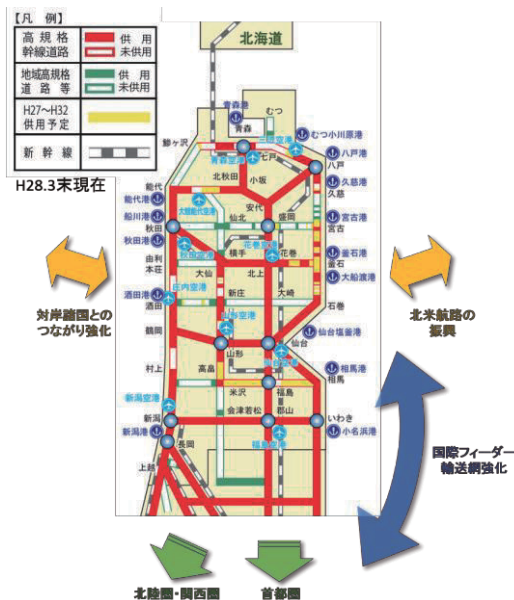 【凡 例】
高 規 格
幹線道路
供 用
未供用
地域高規格
道 路 等
供 用
未供用
H27～H32
供用予定
新 幹 線
H28.3末現在
北海道
むつ
青森港
青森
むつ小川原港
三沢空港
鯵ヶ沢
青森空港
七戸
八戸港
八戸
北秋田
小坂
久慈港
久慈
能代
能代港
大館能代空港
安代
船川港
仙北
盛岡
宮古港
宮古
秋田
秋田港
秋田空港
横手
花巻空港
花巻
釜石港
釜石
由利
本荘
大仙
北上
大船渡港
庄内空港
酒田港
酒田
新庄
大崎
石巻
山形空港
鶴岡
仙台
仙台塩釜港
山形
仙台空港
村上
高畠
相馬港
相馬
米沢
福島
新潟空港
会津若松
郡山
いわき
新潟
新潟港
福島空港
小名浜港
長岡
上越
対岸諸国との
つながり強化
北米航路の
振興
国際フィーダー
輸送網強化
北陸圏・関西圏
首都圏